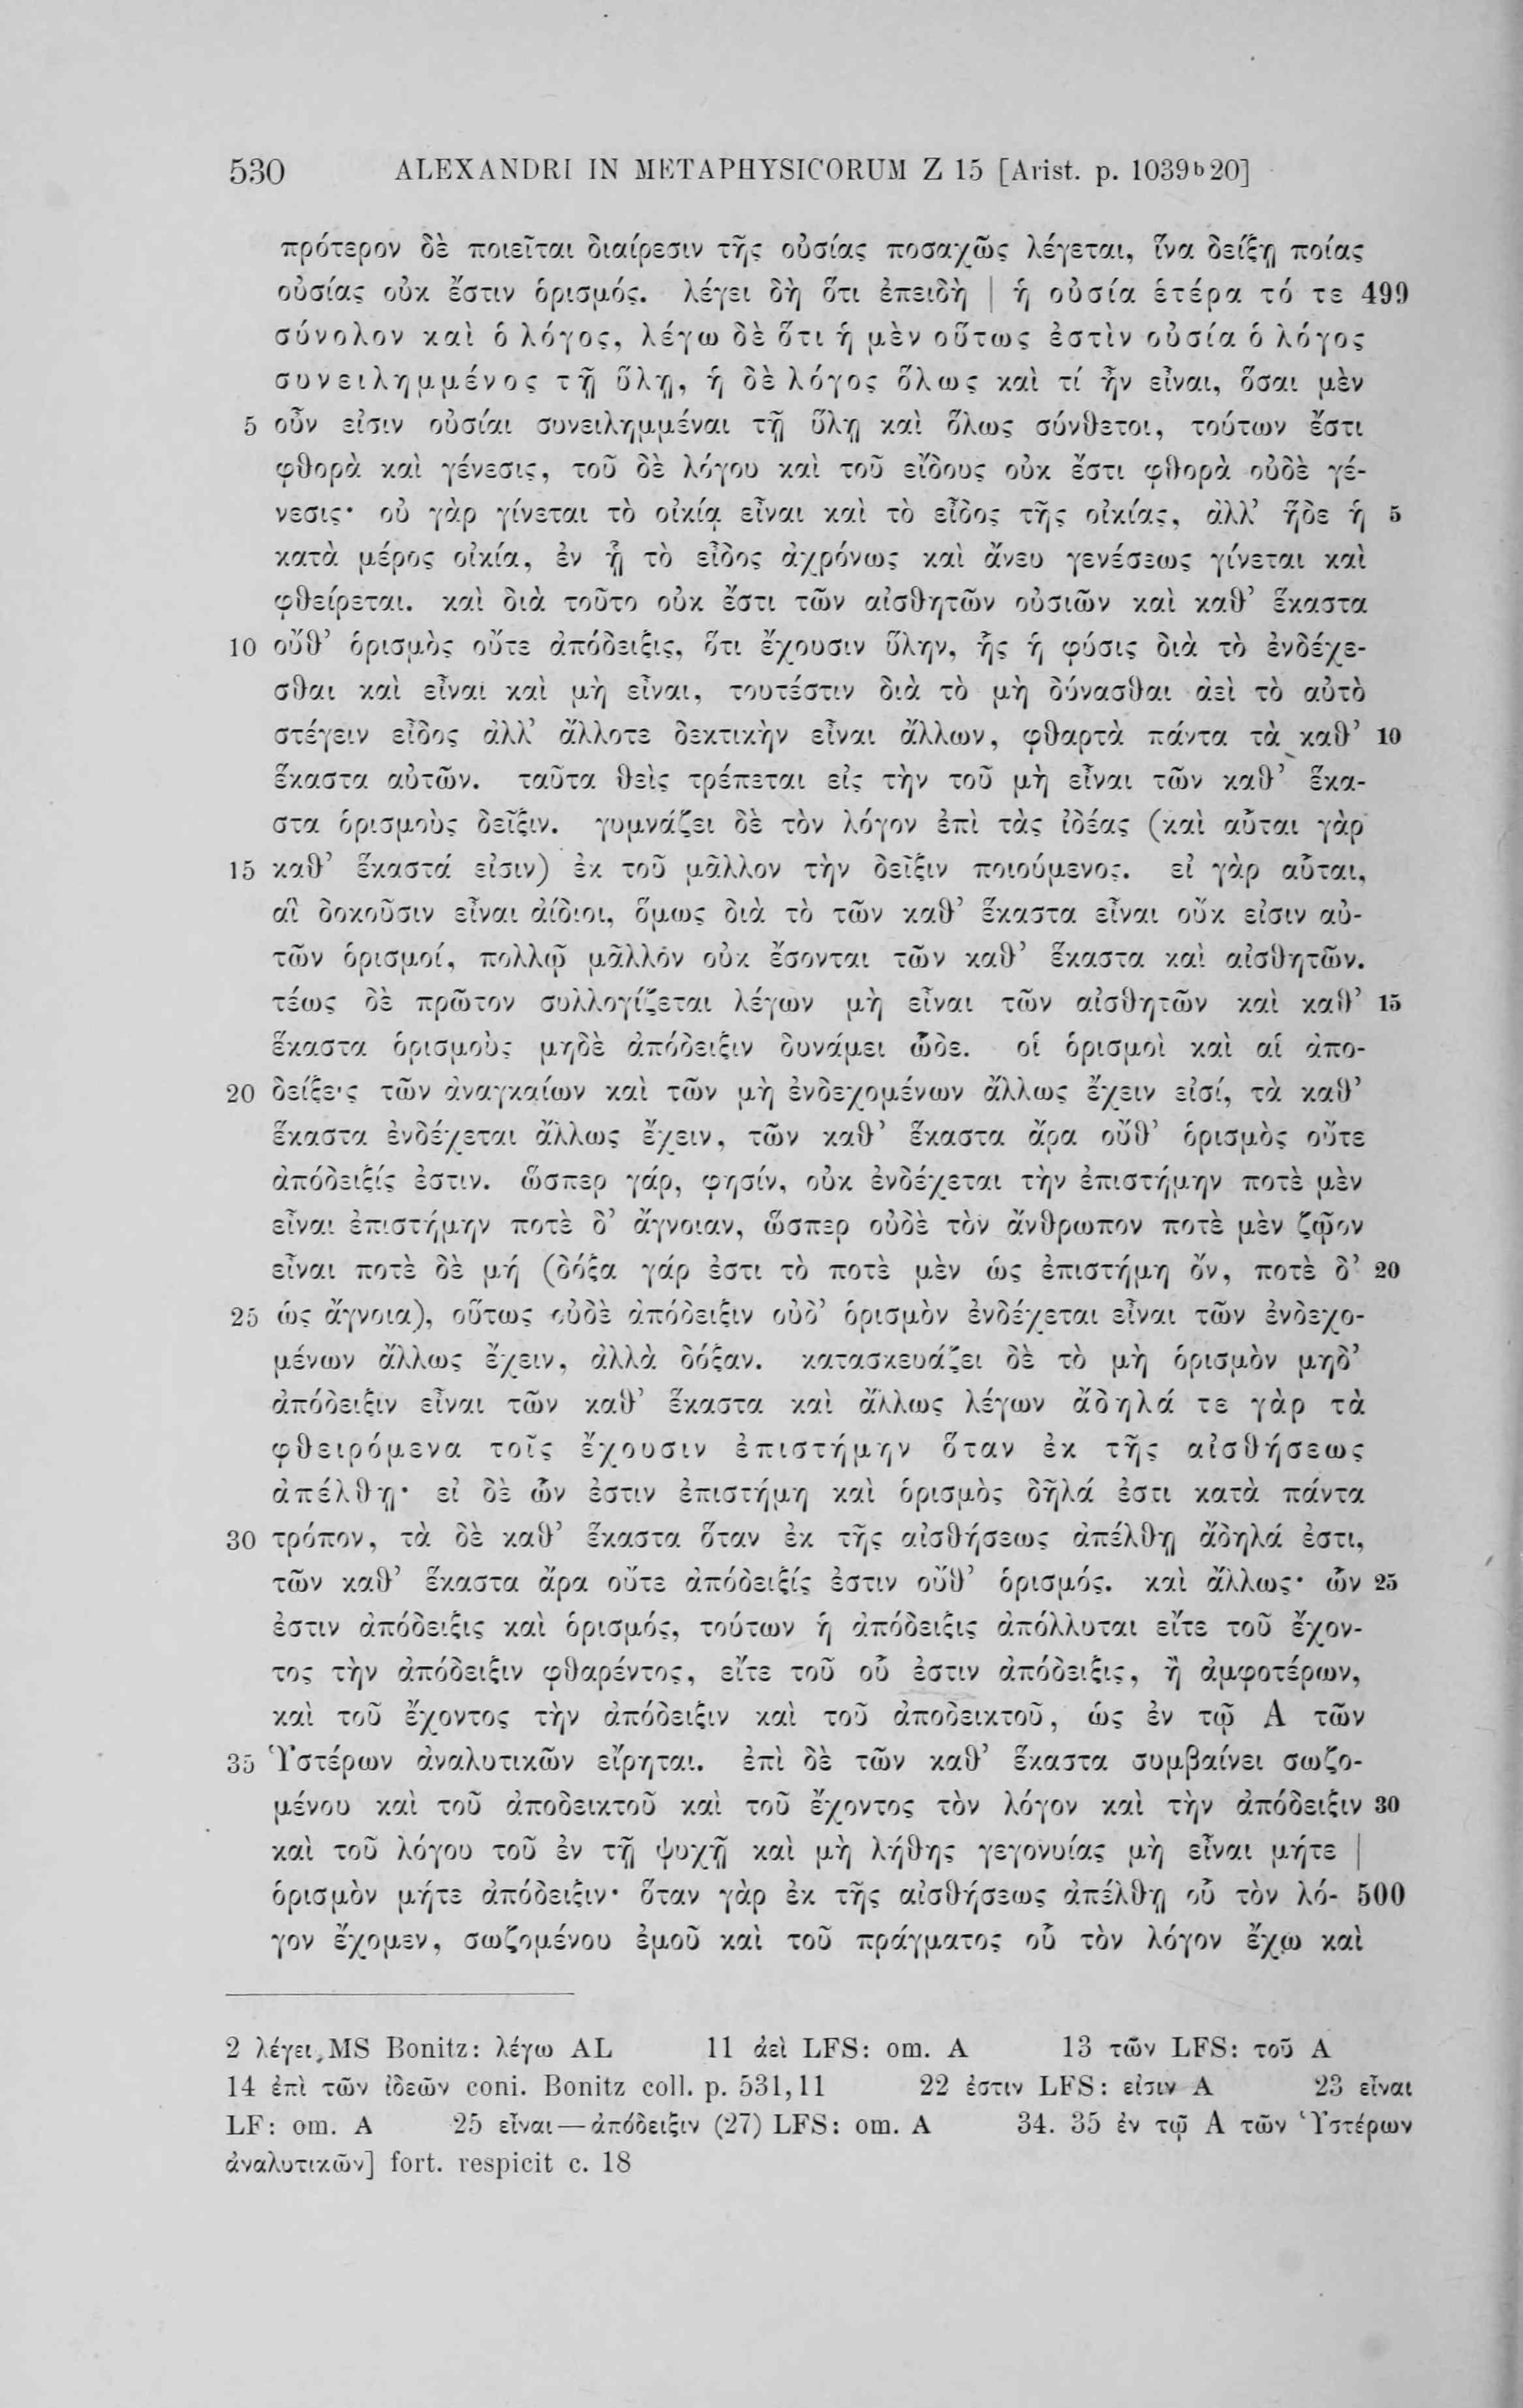 530 ALEXANDRI IN METAPHYSICORUM Z 15 [Arist. p. 1039ᵇ20]
πρότερον δὲ ποιεῖται διαίρεσιν τῆς οὐσίας ποσαχῶς λέγεται, ἵνα δείξῃ ποίας
οὐσίας οὐκ ἔστιν ὁρισμός. λέγει δὴ ὅτι ἐπειδὴ | ἡ οὐσία ἑτέρα τό τε 499
σύνολον καὶ ὁ λόγος, λέγω δὲ ὅτι ἡ μὲν οὕτως ἐστὶν οὐσία ὁ λόγος
συνειλημμένος τῇ ὕλῃ, ἡ δὲ λόγος ὅλως καὶ τί ἦν εἶναι, ὅσαι μὲν
5 οὖν εἰσιν οὐσίαι συνειλημμέναι τῇ ὕλῃ καὶ ὅλως σύνθετοι, τούτων ἔστι
φθορὰ καὶ γένεσις, τοῦ δὲ λόγου καὶ τοῦ εἴδους οὐκ ἔστι φθορὰ οὐδὲ γέ-
νεσις· οὐ γὰρ γίνεται τὸ οἰκίᾳ εἶναι καὶ τὸ εἶδος τῆς οἰκίας, ἀλλ’ ἥδε ἡ 5
κατὰ μέρος οἰκία, ἐν ᾗ τὸ εἶδος ἀχρόνως καὶ ἄνευ γενέσεως γίνεται καὶ
φθείρεται. καὶ διὰ τοῦτο οὐκ ἔστι τῶν αἰσθητῶν οὐσιῶν καὶ καθ’ ἕκαστα
10 οὔθ’ ὁρισμὸς οὔτε ἀπόδειξις, ὅτι ἔχουσιν ὕλην, ἧς ἡ φύσις διὰ τὸ ἐνδέχε-
σθαι καὶ εἶναι καὶ μὴ εἶναι, τουτέστιν διὰ τὸ μὴ δύνασθαι ἀεὶ τὸ αὐτὸ
στέγειν εἶδος ἀλλ’ ἄλλοτε δεκτικὴν εἶναι ἄλλων, φθαρτὰ πάντα τὰ καθ’ 10
ἕκαστα αὐτῶν. ταῦτα θεὶς τρέπεται εἰς τὴν τοῦ μὴ εἶναι τῶν καθ’ ἕκα-
στα ὁρισμοὺς δεῖξιν. γυμνάζει δὲ τὸν λόγον ἐπὶ τὰς ἰδέας (καὶ αὗται γὰρ
15 καθ’ ἕκαστά εἰσιν) ἐκ τοῦ μᾶλλον τὴν δεῖξιν ποιούμενος. εἰ γὰρ αὗται,
αἳ δοκοῦσιν εἶναι ἀίδιοι, ὅμως διὰ τὸ τῶν καθ’ ἕκαστα εἶναι οὔκ εἰσιν αὐ-
τῶν ὁρισμοί, πολλῷ μᾶλλον οὐκ ἔσονται τῶν καθ’ ἕκαστα καὶ αἰσθητῶν.
τέως δὲ πρῶτον συλλογίζεται λέγων μὴ εἶναι τῶν αἰσθητῶν καὶ καθ’ 15
ἕκαστα ὁρισμοὺς μηδὲ ἀπόδειξιν δυνάμει ὧδε. οἱ ὁρισμοὶ καὶ αἱ ἀπο-
20 δείξεις τῶν ἀναγκαίων καὶ τῶν μὴ ἐνδεχομένων ἄλλως ἔχειν εἰσί, τὰ καθ’
ἕκαστα ἐνδέχεται ἄλλως ἔχειν, τῶν καθ’ ἕκαστα ἄρα οὔθ’ ὁρισμὸς οὔτε
ἀπόδειξίς ἐστιν. ὥσπερ γάρ, φησίν, οὐκ ἐνδέχεται τὴν ἐπιστήμην ποτὲ μὲν
εἶναι ἐπιστήμην ποτὲ δ’ ἄγνοιαν, ὥσπερ οὐδὲ τὸν ἄνθρωπον ποτὲ μὲν ζῷον
εἶναι ποτὲ δὲ μή (δόξα γάρ ἐστι τὸ ποτὲ μὲν ὡς ἐπιστήμη ὄν, ποτὲ δ’ 20
25 ὡς ἄγνοια), οὕτως οὐδὲ ἀπόδειξιν οὐδ’ ὁρισμὸν ἐνδέχεται εἶναι τῶν ἐνδεχο-
μένων ἄλλως ἔχειν, ἀλλὰ δόξαν. κατασκευάζει δὲ τὸ μὴ ὁρισμὸν μηδ’
ἀπόδειξιν εἶναι τῶν καθ’ ἕκαστα καὶ ἄλλως λέγων ἄδηλά τε γὰρ τὰ
φθειρόμενα τοῖς ἔχουσιν ἐπιστήμην ὅταν ἐκ τῆς αἰσθήσεως
ἀπέλθῃ· εἰ δὲ ὧν ἐστιν ἐπιστήμη καὶ ὁρισμὸς δῆλά ἐστι κατὰ πάντα
30 τρόπον, τὰ δὲ καθ’ ἕκαστα ὅταν ἐκ τῆς αἰσθήσεως ἀπέλθῃ ἄδηλά ἐστι,
τῶν καθ’ ἕκαστα ἄρα οὔτε ἀπόδειξίς ἐστιν οὔθ’ ὁρισμός. καὶ ἄλλως· ὧν 25
ἐστιν ἀπόδειξις καὶ ὁρισμός, τούτων ἡ ἀπόδειξις ἀπόλλυται εἴτε τοῦ ἔχον-
τος τὴν ἀπόδειξιν φθαρέντος, εἴτε τοῦ οὗ ἐστιν ἀπόδειξις, ἢ ἀμφοτέρων,
καὶ τοῦ ἔχοντος τὴν ἀπόδειξιν καὶ τοῦ ἀποδεικτοῦ, ὡς ἐν τῷ Α τῶν
35 Ὑστέρων ἀναλυτικῶν εἴρηται. ἐπὶ δὲ τῶν καθ’ ἕκαστα συμβαίνει σωζο-
μένου καὶ τοῦ ἀποδεικτοῦ καὶ τοῦ ἔχοντος τὸν λόγον καὶ τὴν ἀπόδειξιν 30
καὶ τοῦ λόγου τοῦ ἐν τῇ ψυχῇ καὶ μὴ λήθης γεγονυίας μὴ εἶναι μήτε |
ὁρισμὸν μήτε ἀπόδειξιν· ὅταν γὰρ ἐκ τῆς αἰσθήσεως ἀπέλθῃ οὗ τὸν λό- 500
γον ἔχομεν, σωζομένου ἐμοῦ καὶ τοῦ πράγματος οὗ τὸν λόγον ἔχω καὶ
2 λέγει MS Bonitz: λέγω AL 11 ἀεὶ LFS: om. A 13 τῶν LFS: τοῦ A
14 ἐπὶ τῶν ἰδεῶν coni. Bonitz coll. p. 531,11 22 ἐστιν LFS: εἰσιν A 23 εἶναι
LF: om. A 25 εἶναι—ἀπόδειξιν (27) LFS: om. A 34. 35 ἐν τῷ Α τῶν Ὑστέρων
ἀναλυτικῶν] fort. respicit c. 18